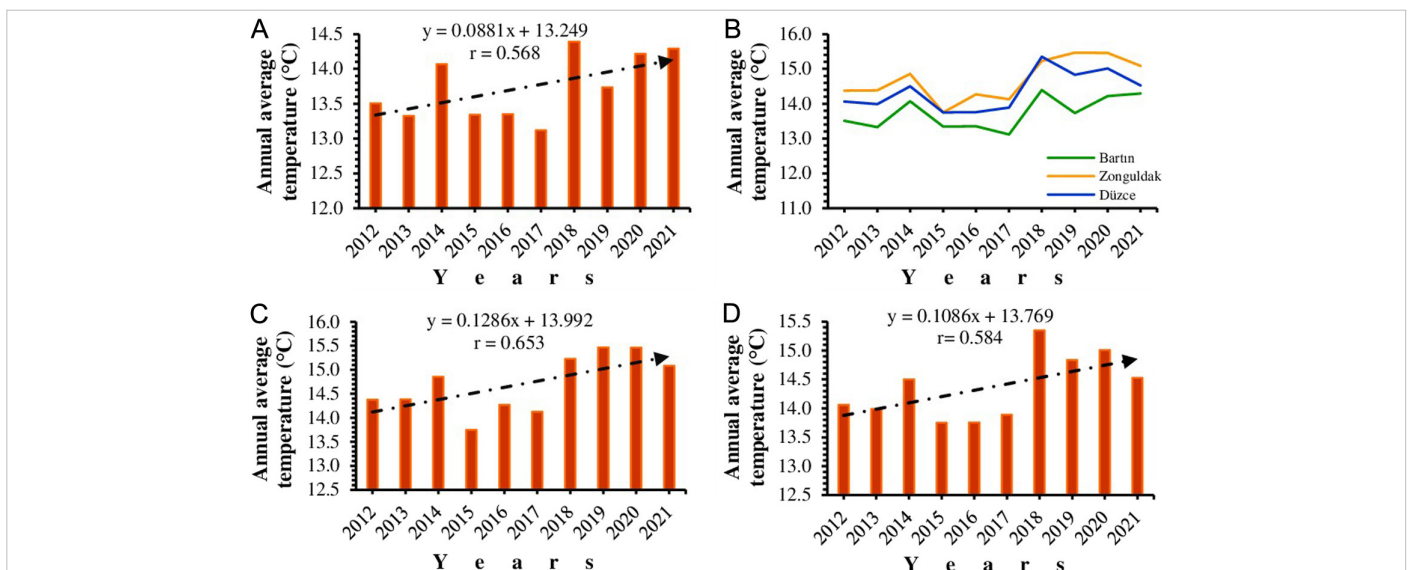 A
y = 0.0881x + 13.249
r = 0.568
Annual average
temperature (°C)
14.5
14.0
13.5
13.0
12.5
12.0
2012
2013
2014
2015
2016
2017
2018
2019
2020
2021
Y e a r s
B
Annual average
temperature (°C)
16.0
15.0
14.0
13.0
12.0
11.0
Bartın
Zonguldak
Düzce
2012
2013
2014
2015
2016
2017
2018
2019
2020
2021
Y e a r s
C
y = 0.1286x + 13.992
r = 0.653
Annual average
temperature (°C)
16.0
15.5
15.0
14.5
14.0
13.5
13.0
12.5
2012
2013
2014
2015
2016
2017
2018
2019
2020
2021
Y e a r s
D
y = 0.1086x + 13.769
r= 0.584
Annual average
temperature (°C)
15.5
15.0
14.5
14.0
13.5
13.0
12.5
2012
2013
2014
2015
2016
2017
2018
2019
2020
2021
Y e a r s